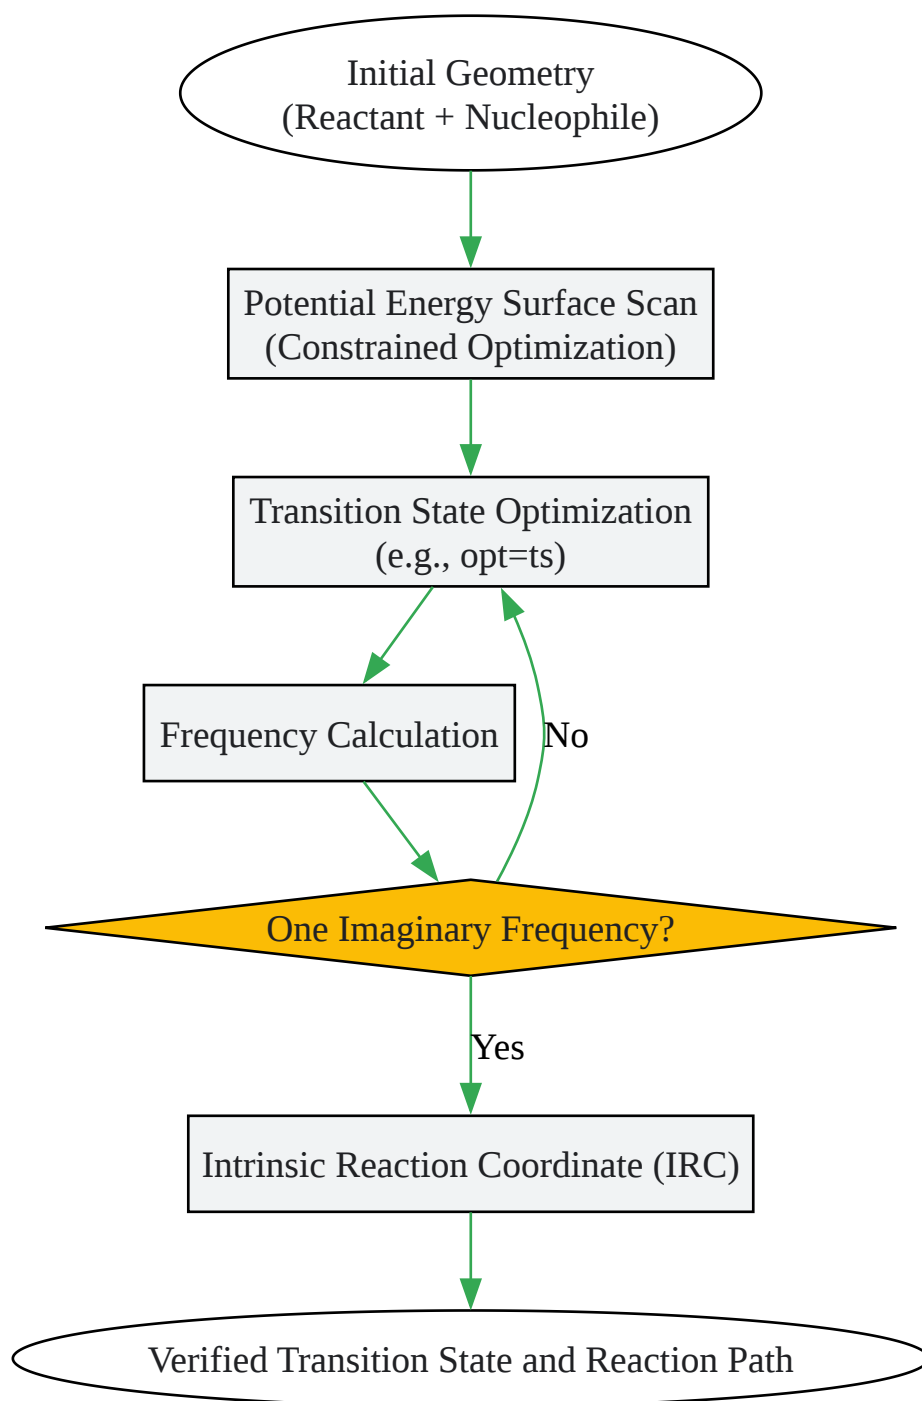 Initial Geometry
(Reactant + Nucleophile)
Potential Energy Surface Scan
(Constrained Optimization)
Transition State Optimization
(e.g., opt=ts)
Frequency Calculation
No
One Imaginary Frequency?
Yes
Intrinsic Reaction Coordinate (IRC)
Verified Transition State and Reaction Path